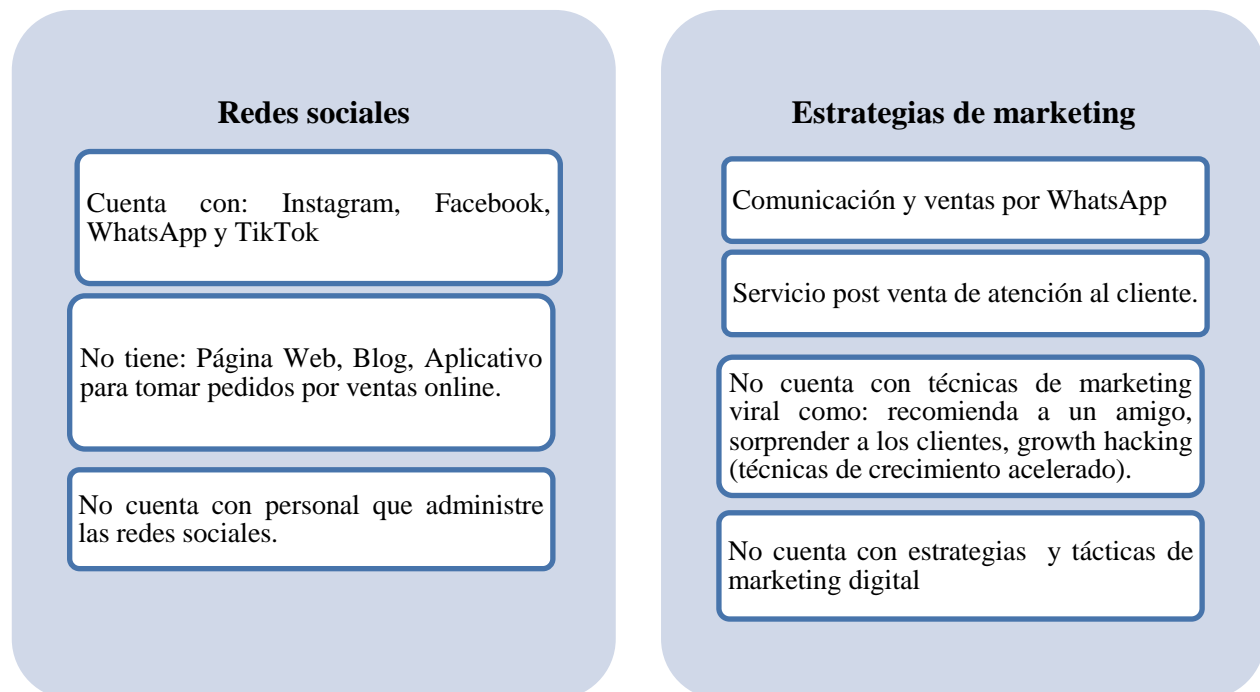 Redes sociales
Cuenta con: Instagram, Facebook,
WhatsApp y TikTok
No tiene: Página Web, Blog, Aplicativo
para tomar pedidos por ventas online.
No cuenta con personal que administre
las redes sociales.
Estrategias de marketing
Comunicación y ventas por WhatsApp
Servicio post venta de atención al cliente.
No cuenta con técnicas de marketing
viral como: recomienda a un amigo,
sorprender a los clientes, growth hacking
(técnicas de crecimiento acelerado).
No cuenta con estrategias y tácticas de
marketing digital